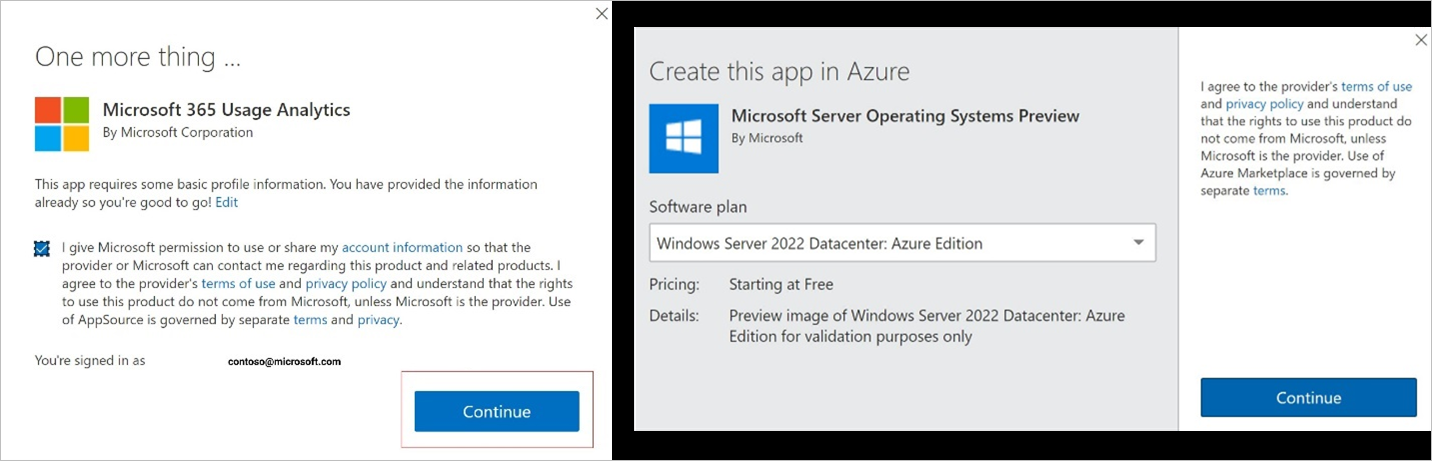 One more thing ...
Microsoft 365 Usage Analytics
By Microsoft Corporation
This app requires some basic profile information. You have provided the information
already so you're good to go! Edit
I give Microsoft permission to use or share my account information so that the
provider or Microsoft can contact me regarding this product and related products. I
agree to the provider's terms of use and privacy policy and understand that the rights
to use this product do not come from Microsoft, unless Microsoft is the provider. Use
of AppSource is governed by separate terms and privacy.
You're signed in as contoso@microsoft.com
Continue
Create this app in Azure
Microsoft Server Operating Systems Preview
By Microsoft
Software plan
Windows Server 2022 Datacenter: Azure Edition
Pricing: Starting at Free
Details: Preview image of Windows Server 2022 Datacenter: Azure
Edition for validation purposes only
I agree to the provider's terms of use
and privacy policy and understand
that the rights to use this product do
not come from Microsoft, unless
Microsoft is the provider. Use of
Azure Marketplace is governed by
separate terms.
Continue